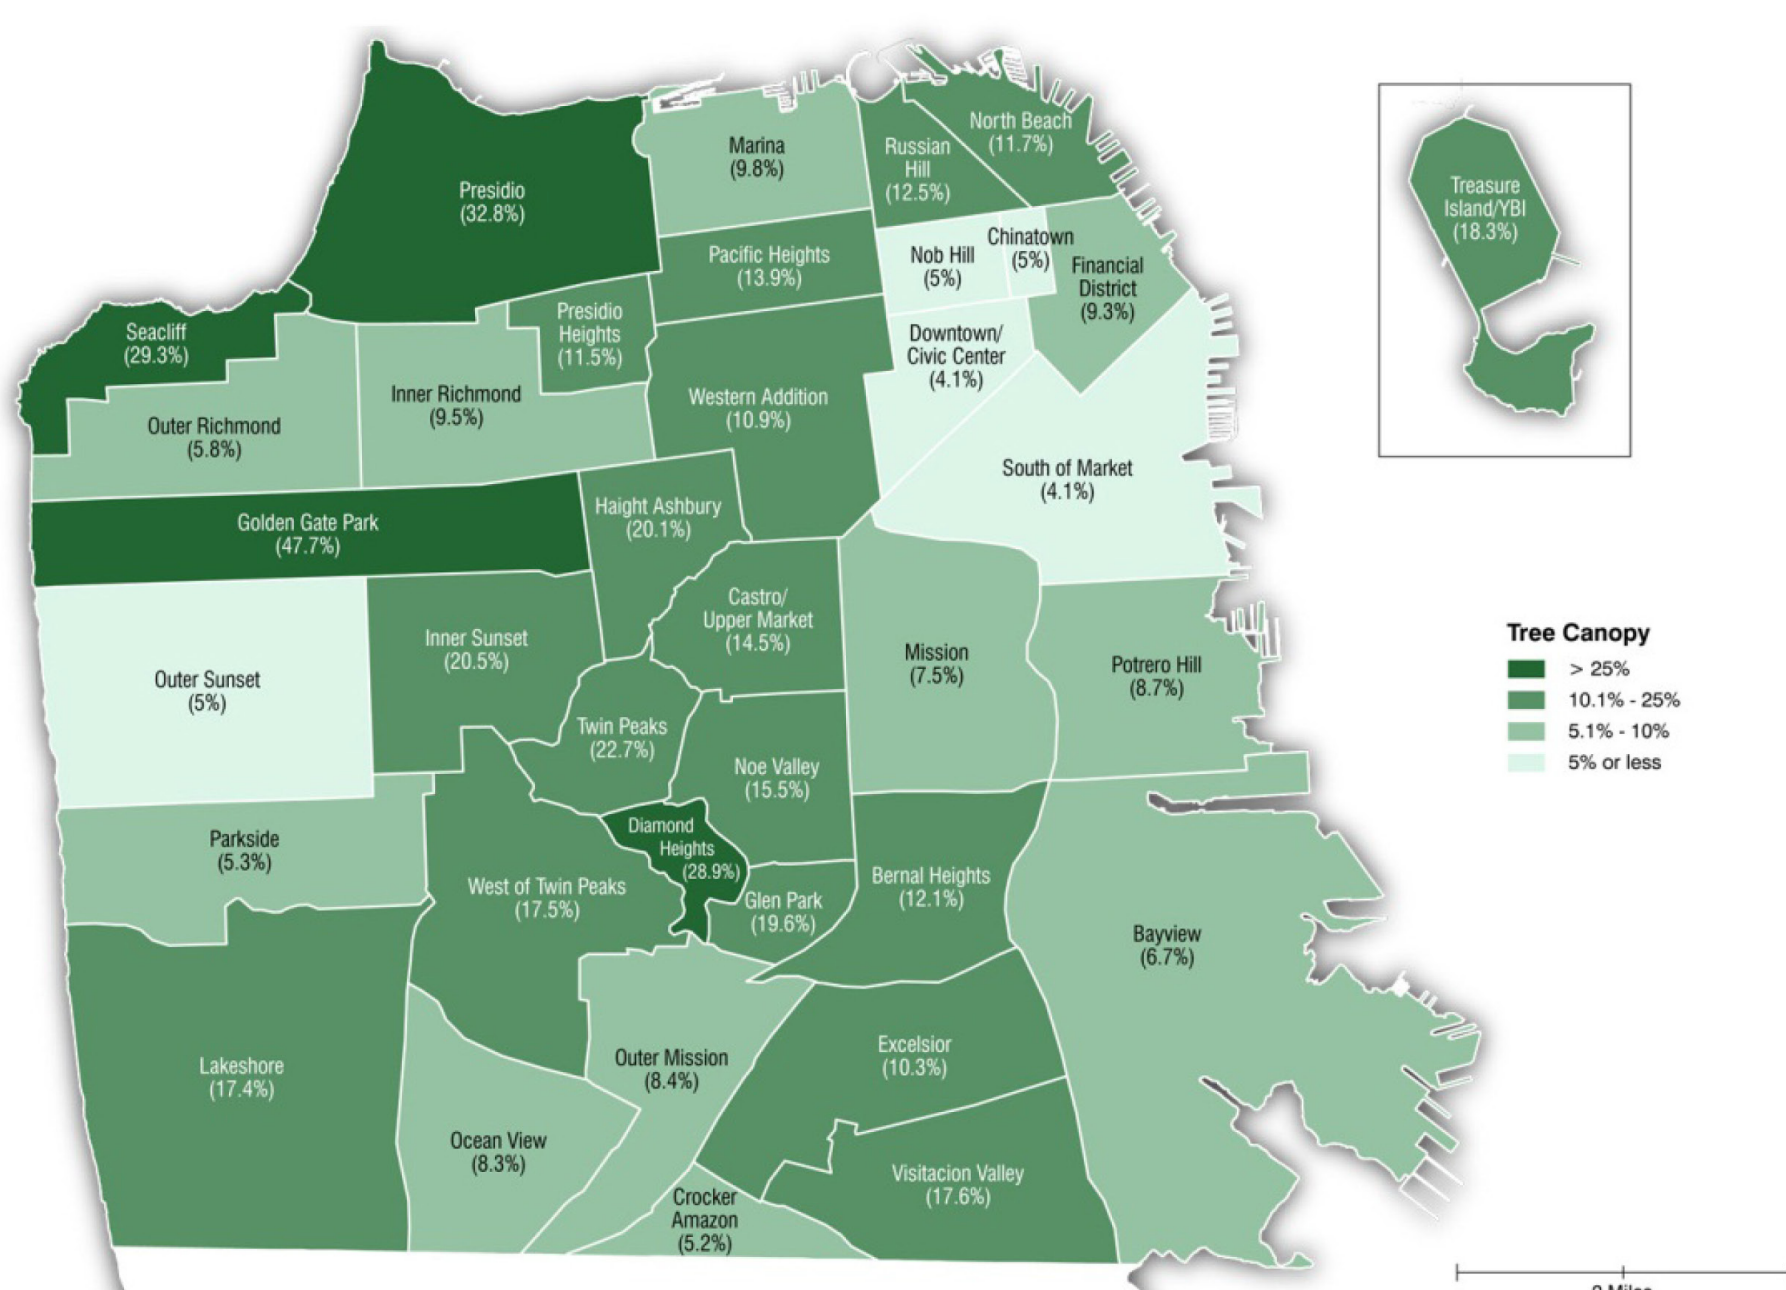 Presidio
(32.8%)
Marina
(9.8%)
Russian
Hill
(12.5%)
North Beach
(11.7%)
Treasure
Island/YBI
(18.3%)
Pacific Heights
(13.9%)
Nob Hill
(5%)
Chinatown
(5%)
Financial
District
(9.3%)
Seacliff
(29.3%)
Presidio
Heights
(11.5%)
Downtown/
Civic Center
(4.1%)
Outer Richmond
(5.8%)
Inner Richmond
(9.5%)
Western Addition
(10.9%)
South of Market
(4.1%)
Golden Gate Park
(47.7%)
Haight Ashbury
(20.1%)
Castro/
Upper Market
(14.5%)
Outer Sunset
(5%)
Inner Sunset
(20.5%)
Mission
(7.5%)
Potrero Hill
(8.7%)
Tree Canopy
> 25%
10.1% - 25%
5.1% - 10%
5% or less
Twin Peaks
(22.7%)
Noe Valley
(15.5%)
Parkside
(5.3%)
Diamond
Heights
(28.9%)
West of Twin Peaks
(17.5%)
Glen Park
(19.6%)
Bernal Heights
(12.1%)
Bayview
(6.7%)
Lakeshore
(17.4%)
Outer Mission
(8.4%)
Excelsior
(10.3%)
Ocean View
(8.3%)
Crocker
Amazon
(5.2%)
Visitacion Valley
(17.6%)
Miles